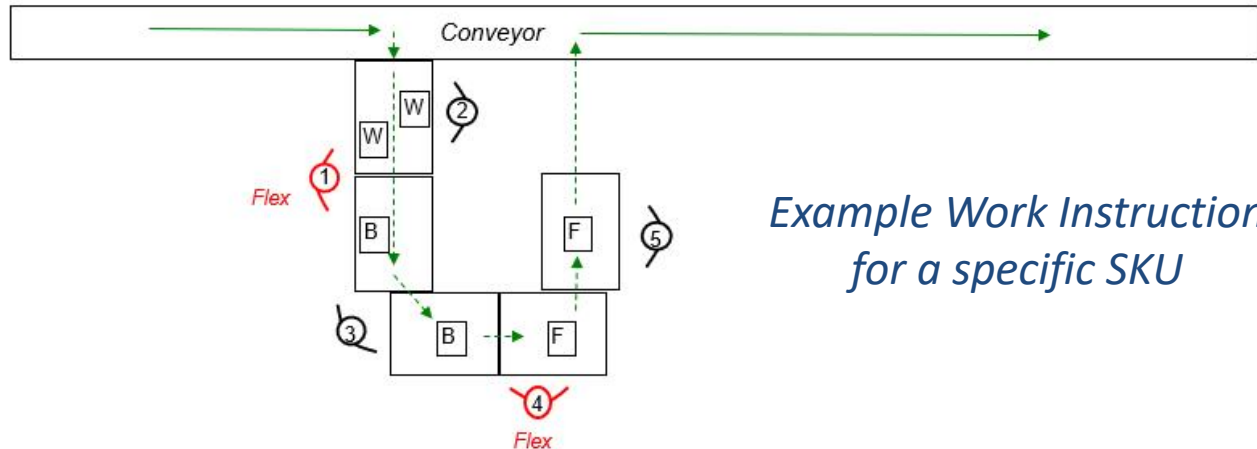 Conveyor
W
W
2
1
Flex
B
F
5
Example Work Instruction
for a specific SKU
3
B
F
4
Flex